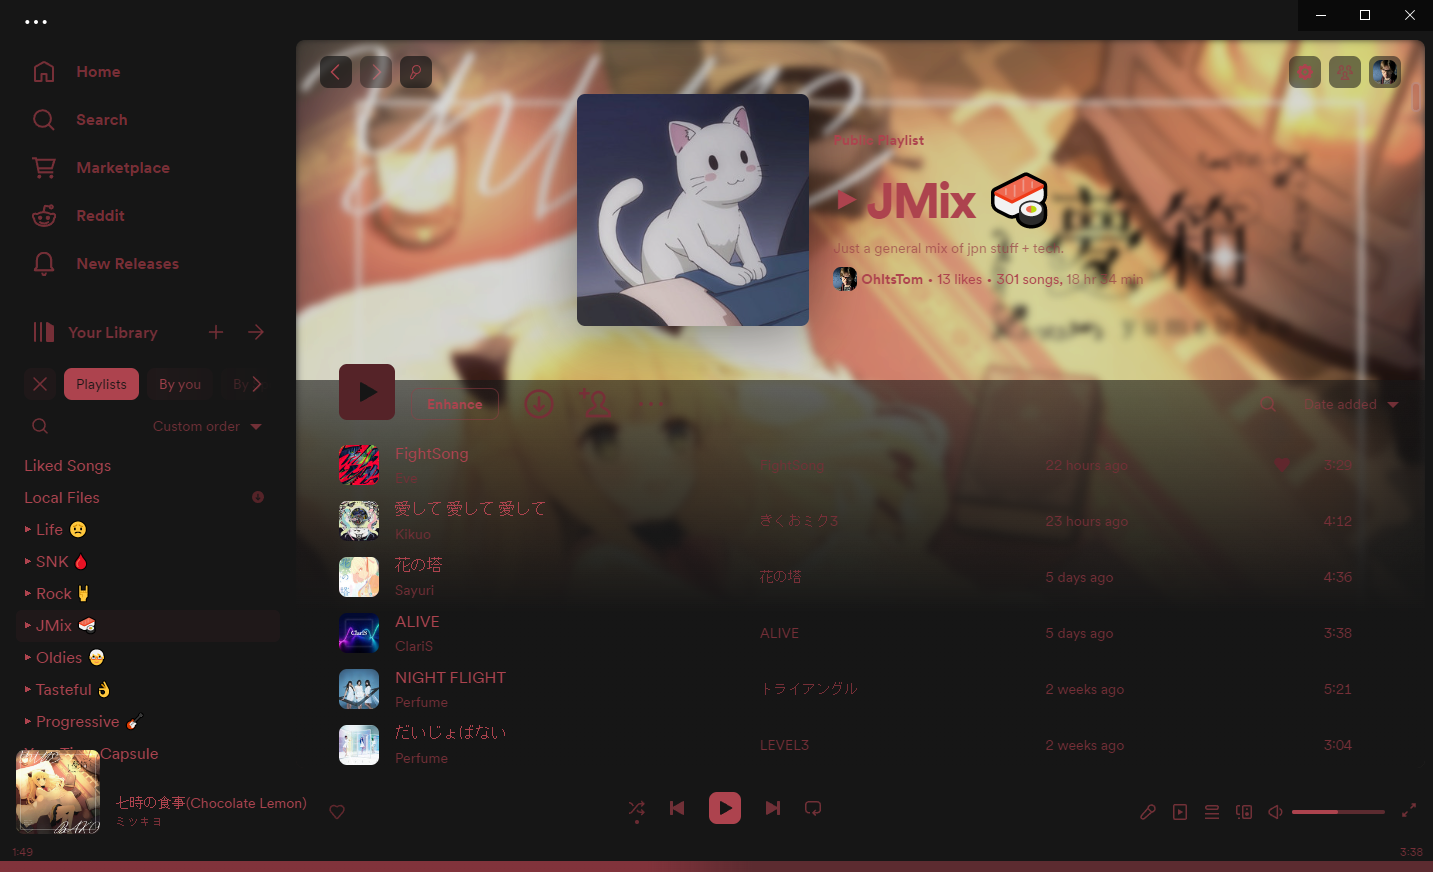 Home
Search
Marketplace
Reddit
New Releases
Your Library
Playlists
By you
By
Custom order
Liked Songs
Local Files
Life
SNK
Rock
JMix
Oldies
Tasteful
Progressive
Capsule
Public Playlist
JMix
Just a general mix of jpn stuff + tech.
OhItsTom • 13 likes • 301 songs, 18 hr 34 min
Enhance
Date added
FightSong
Eve
22 hours ago
3:29
愛して 愛して 愛して
Kikuo
きくおミク3
23 hours ago
4:12
花の塔
Sayuri
花の塔
5 days ago
4:36
ALIVE
ClariS
ALIVE
5 days ago
3:38
NIGHT FLIGHT
Perfume
トライアングル
2 weeks ago
5:21
だいじょばない
Perfume
LEVEL3
2 weeks ago
3:04
七時の食事(Chocolate Lemon)
ミツキヨ
1:49
3:38